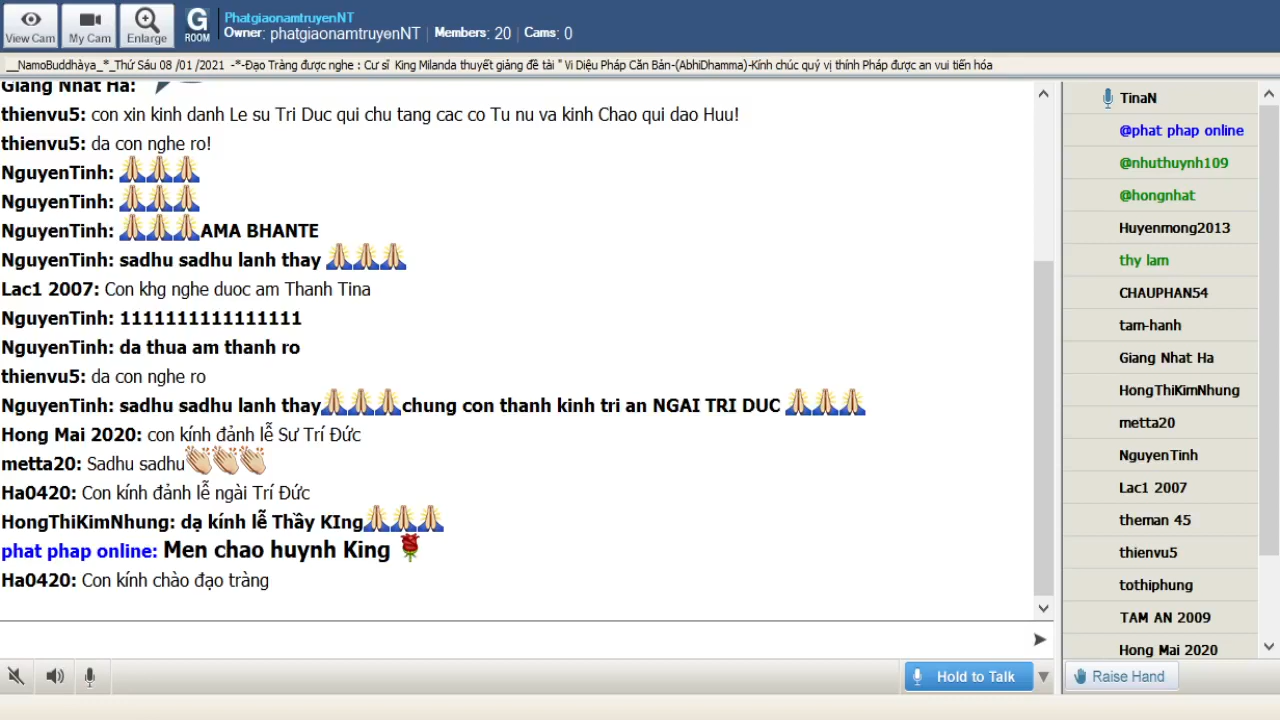 View Cam
My Cam
Enlarge
G
ROOM
PhatgiaonamtruyenNT
Owner: phatgiaonamtruyenNT | Members: 20 | Cams: 0
__NamoBuddhàya_*_Thứ Sáu 08 /01 /2021 -*-Đạo Tràng được nghe : Cư sĩ King Milanda thuyết giảng đề tài " Vi Diệu Pháp Căn Bản-(AbhiDhamma)-Kính chúc quý vị thính Pháp được an vui tiến hóa
Giang Nhat Ha:
thienvu5: con xin kinh danh Le su Tri Duc qui chu tang cac co Tu nu va kinh Chao qui dao Huu!
thienvu5: da con nghe ro!
NguyenTinh: 🙏🙏🙏
NguyenTinh: 🙏🙏🙏
NguyenTinh: 🙏🙏🙏AMA BHANTE
NguyenTinh: sadhu sadhu lanh thay 🙏🙏🙏
Lac1 2007: Con khg nghe duoc am Thanh Tina
NguyenTinh: 1111111111111111
NguyenTinh: da thua am thanh ro
thienvu5: da con nghe ro
NguyenTinh: sadhu sadhu lanh thay🙏🙏🙏chung con thanh kinh tri an NGAI TRI DUC 🙏🙏🙏
Hong Mai 2020: con kính đảnh lễ Sư Trí Đức
metta20: Sadhu sadhu👏👏👏
Ha0420: Con kính đảnh lễ ngài Trí Đức
HongThiKimNhung: dạ kính lễ Thầy KIng🙏🙏🙏
phat phap online: Men chao huynh King 🌹
Ha0420: Con kính chào đạo tràng
Hold to Talk
TinaN
@phat phap online
@nhuthuynh109
@hongnhat
Huyenmong2013
thy lam
CHAUPHAN54
tam-hanh
Giang Nhat Ha
HongThiKimNhung
metta20
NguyenTinh
Lac1 2007
theman 45
thienvu5
tothiphung
TAM AN 2009
Hong Mai 2020
Raise Hand